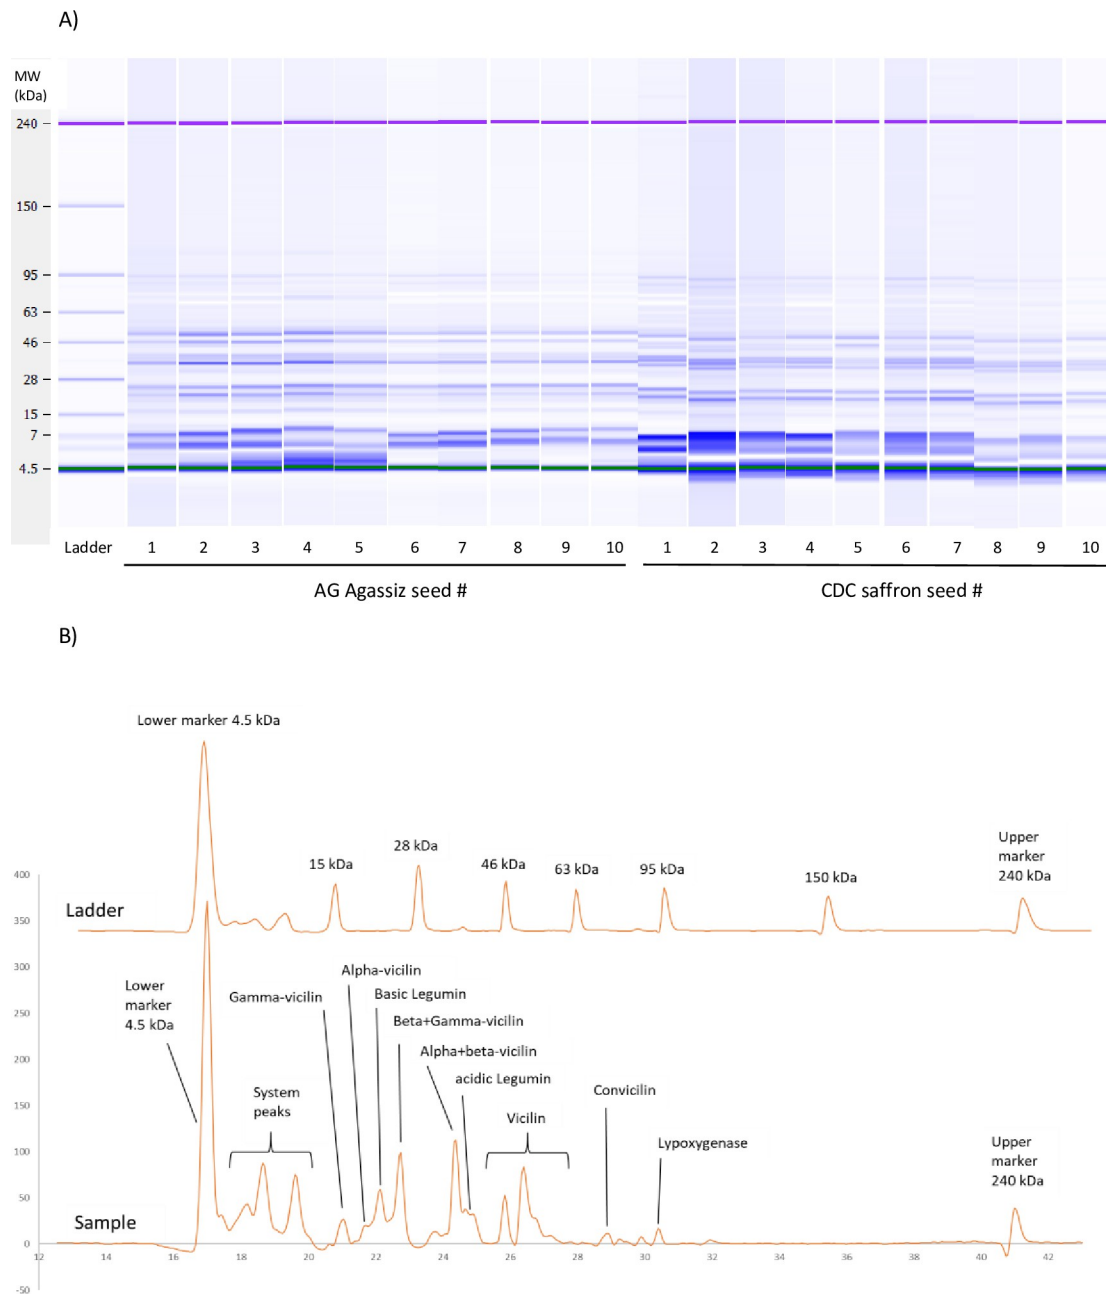 A)
MW
(kDa)
240
150
95
63
46
28
15
7
4.5
Ladder 1 2 3 4 5 6 7 8 9 10 1 2 3 4 5 6 7 8 9 10
AG Agassiz seed # CDC saffron seed #
B)
Lower marker 4.5 kDa
15 kDa
28 kDa
46 kDa
63 kDa
95 kDa
150 kDa
Upper
marker
240 kDa
Ladder
400
350
300
250
200
150
100
50
0
-50
Lower
marker
4.5 kDa
System
peaks
Gamma-vicilin
Alpha-vicilin
Basic Legumin
Beta+Gamma-vicilin
Alpha+beta-vicilin
acidic Legumin
Vicilin
Convicilin
Lypoxygenase
Upper
marker
240 kDa
Sample
12 14 16 18 20 22 24 26 28 30 32 34 36 38 40 42